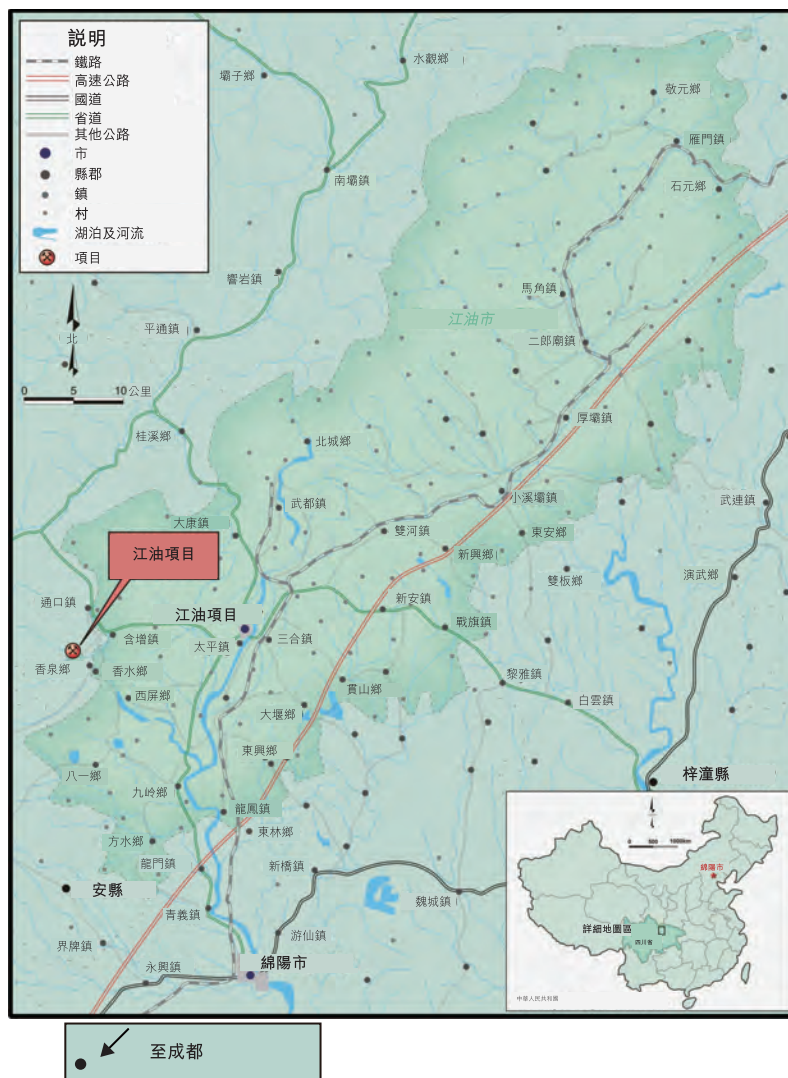 説明
鐵路
高速公路
國道
省道
其他公路
市
縣郡
鎮
村
湖泊及河流
項目
北
0 5 10 公里
水觀鄉
壩子鄉
敬元鄉
雁門鎮
南壩鎮
石元鄉
響岩鎮
馬角鎮
江油市
平通鎮
二郎廟鎮
厚壩鎮
桂溪鄉
北城鄉
小溪壩鎮
武都鎮
武連鎮
大康鎮
雙河鎮
東安鄉
新興鄉
江油項目
雙板鄉
演武鄉
通口鎮
新安鎮
江油項目
戰旗鎮
含增鎮
太平鎮
三合鎮
香泉鄉
香水鄉
黎雅鎮
貫山鄉
西屏鄉
白雲鎮
大堰鄉
東興鄉
八一鄉
梓潼縣
九岭鄉
龍鳳鎮
東林鄉
方水鄉
龍門鎮
新橋鎮
安縣
魏城鎮
青義鎮
游仙鎮
界牌鎮
永興鎮
綿陽市
0 500 1000km
綿陽市
詳細地圖區
四川省
中華人民共和國
至成都